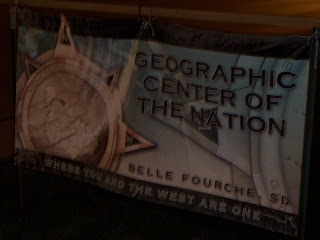 GEOGRAPHIC
CENTER OF
THE NATION
BELLE FOURCHE, SD
WHERE YOU AND THE WEST ARE ONE